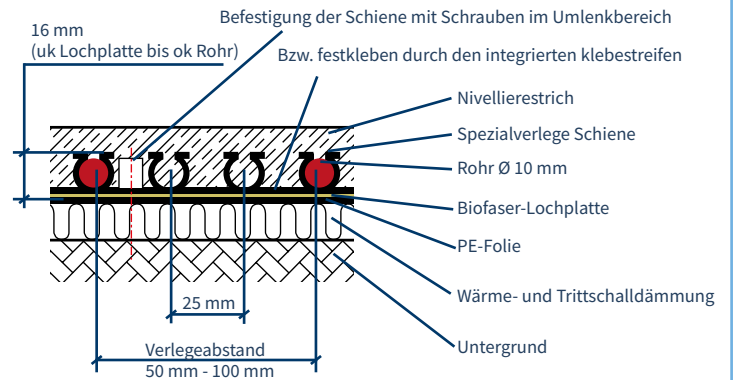 Befestigung der Schiene mit Schrauben im Umlenkbereich
16 mm
(uk Lochplatte bis ok Rohr)
Bzw. festkleben durch den integrierten klebestreifen
Nivellierestrich
Spezialverlege Schiene
Rohr Ø 10 mm
Biofaser-Lochplatte
PE-Folie
Wärme- und Trittschalldämmung
25 mm
Untergrund
Verlegeabstand
50 mm - 100 mm